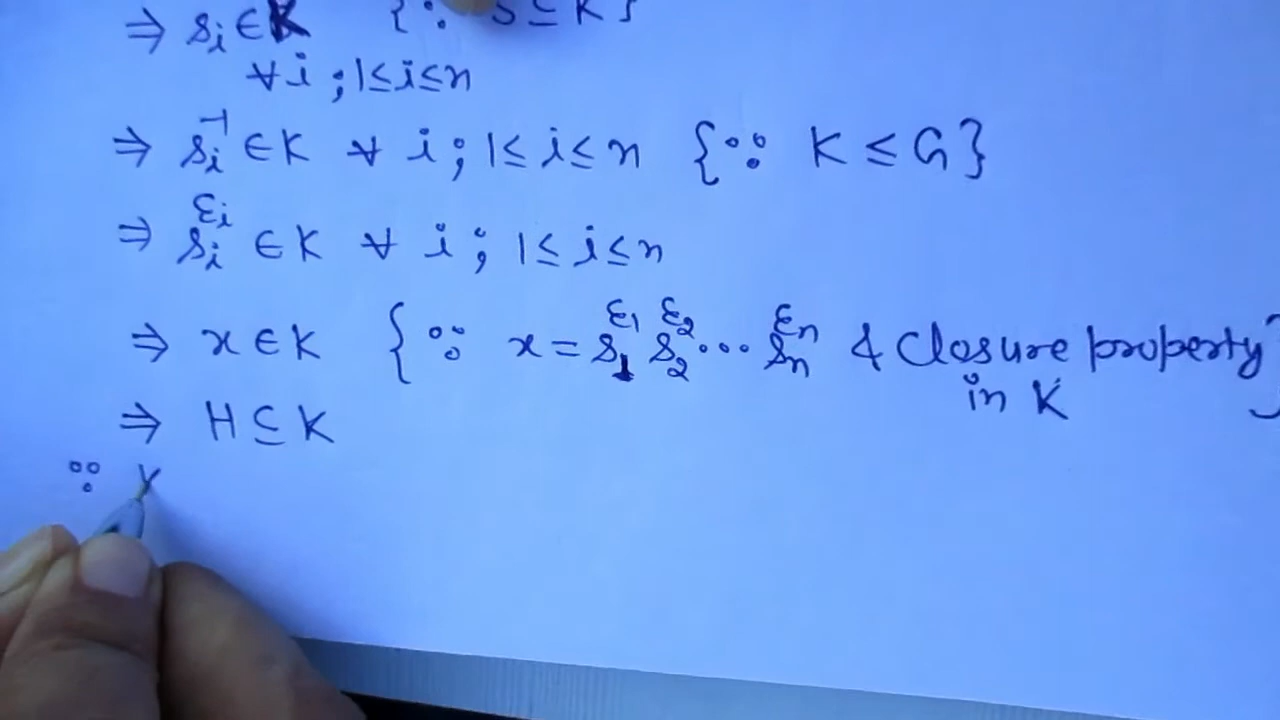 ⇒ sᵢ ∈ K {∵ S ⊆ K}
∀ i ; 1 ≤ i ≤ n
⇒ sᵢ⁻¹ ∈ K ∀ i ; 1 ≤ i ≤ n {∵ K ≤ G}
⇒ sᵢ^εᵢ ∈ K ∀ i ; 1 ≤ i ≤ n
⇒ x ∈ K {∵ x = s₁^ε₁ s₂^ε₂ ... sₙ^εₙ & Closure property}
in K
⇒ H ⊆ K
∵